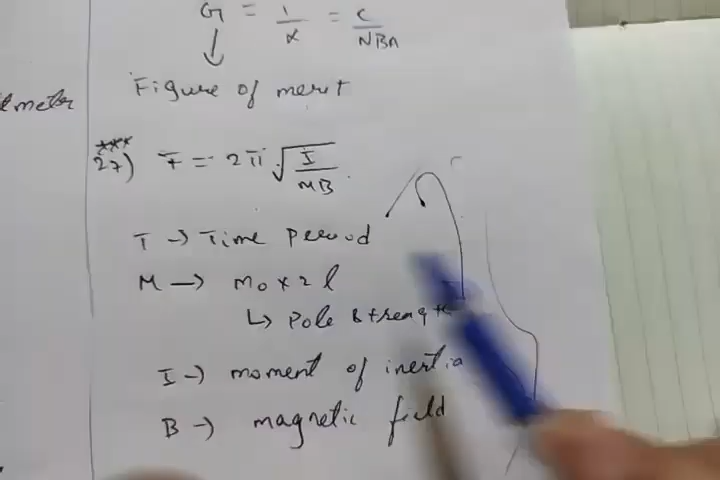 G = 1/α = C/NBA
Figure of merit
***
27) T = 2π√(I/MB)
T → Time Period
M → m0 × 2l
↳ Pole Strength
I → moment of inertia
B → magnetic field